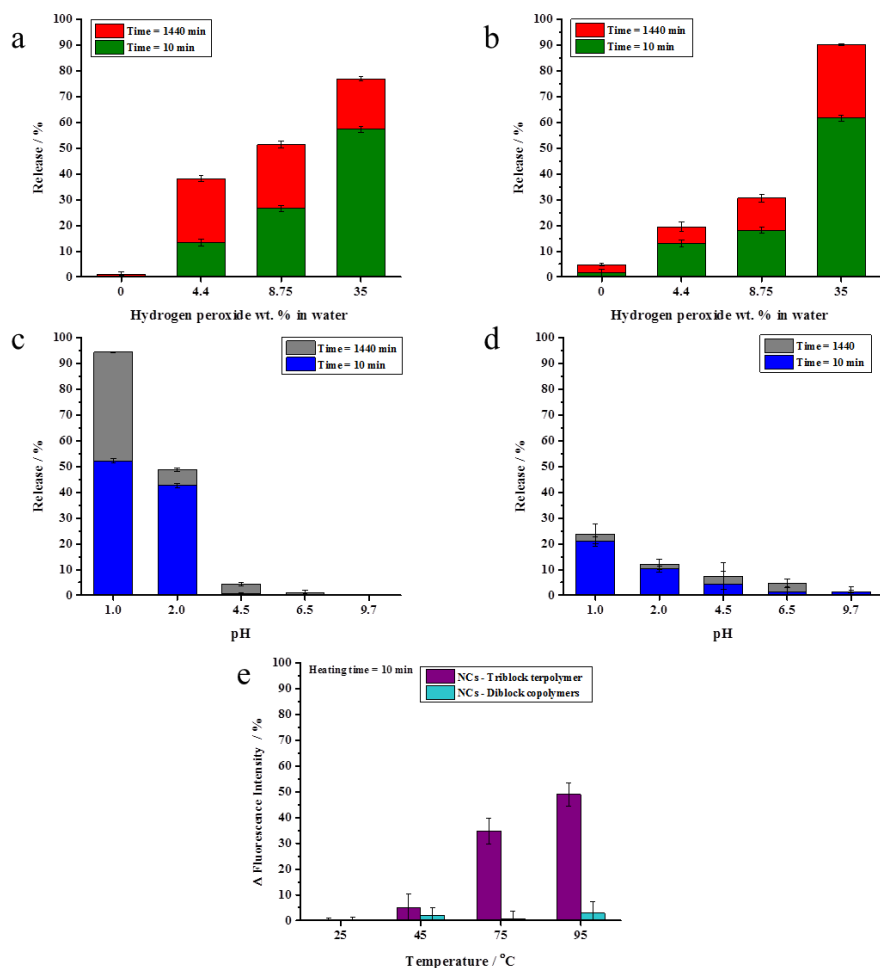 a
Time = 1440 min
Time = 10 min
100
90
80
70
60
50
40
30
20
10
0
Release / %
0 4.4 8.75 35
Hydrogen peroxide wt. % in water
b
Time = 1440 min
Time = 10 min
100
90
80
70
60
50
40
30
20
10
0
Release / %
0 4.4 8.75 35
Hydrogen peroxide wt. % in water
c
Time = 1440 min
Time = 10 min
100
90
80
70
60
50
40
30
20
10
0
Release / %
1.0 2.0 4.5 6.5 9.7
pH
d
Time = 1440
Time = 10 min
100
90
80
70
60
50
40
30
20
10
0
Release / %
1.0 2.0 4.5 6.5 9.7
pH
e
Heating time = 10 min
NCs - Triblock terpolymer
NCs - Diblock copolymers
100
90
80
70
60
50
40
30
20
10
0
Δ Fluorescence Intensity / %
25 45 75 95
Temperature / °C